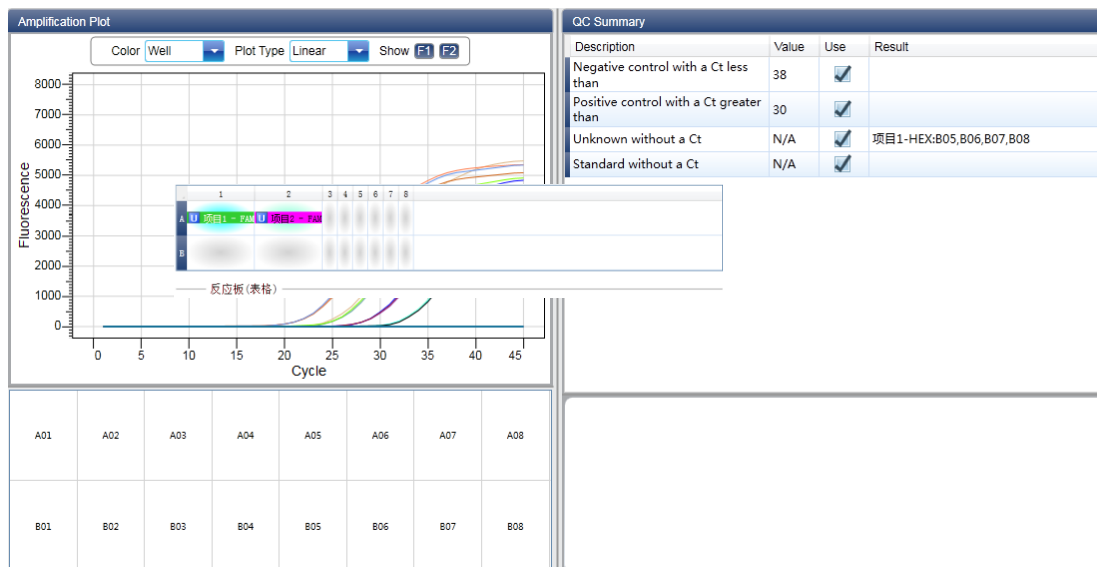 Amplification Plot
Color Well Plot Type Linear Show F1 F2
8000
7000
6000
5000
4000
3000
2000
1000
0
Fluorescence
0 5 10 15 20 25 30 35 40 45
Cycle
1 2 3 4 5 6 7 8
A U 项目1 - FAM U 项目2 - FAM
B
反应板(表格)
A01 A02 A03 A04 A05 A06 A07 A08
B01 B02 B03 B04 B05 B06 B07 B08
QC Summary
Description Value Use Result
Negative control with a Ct less
than
38
Positive control with a Ct greater
than
30
Unknown without a Ct N/A 项目1-HEX:B05,B06,B07,B08
Standard without a Ct N/A